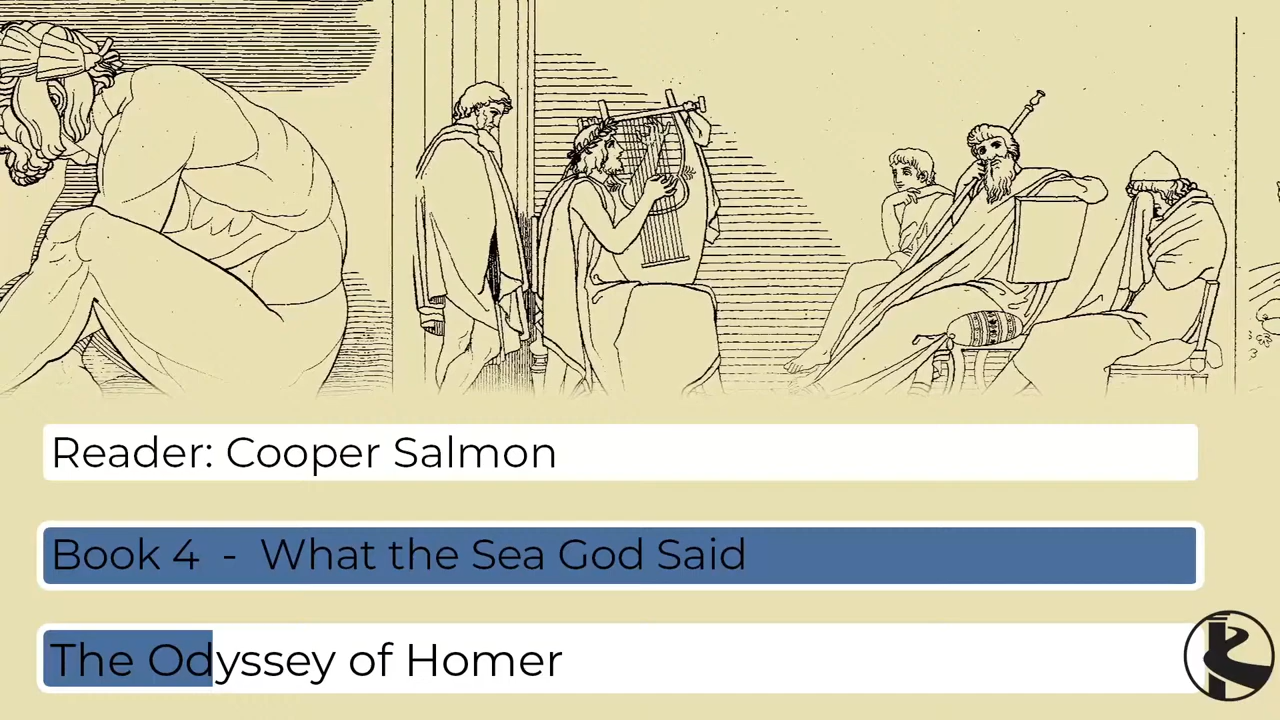 Reader: Cooper Salmon
Book 4 - What the Sea God Said
The Odyssey of Homer